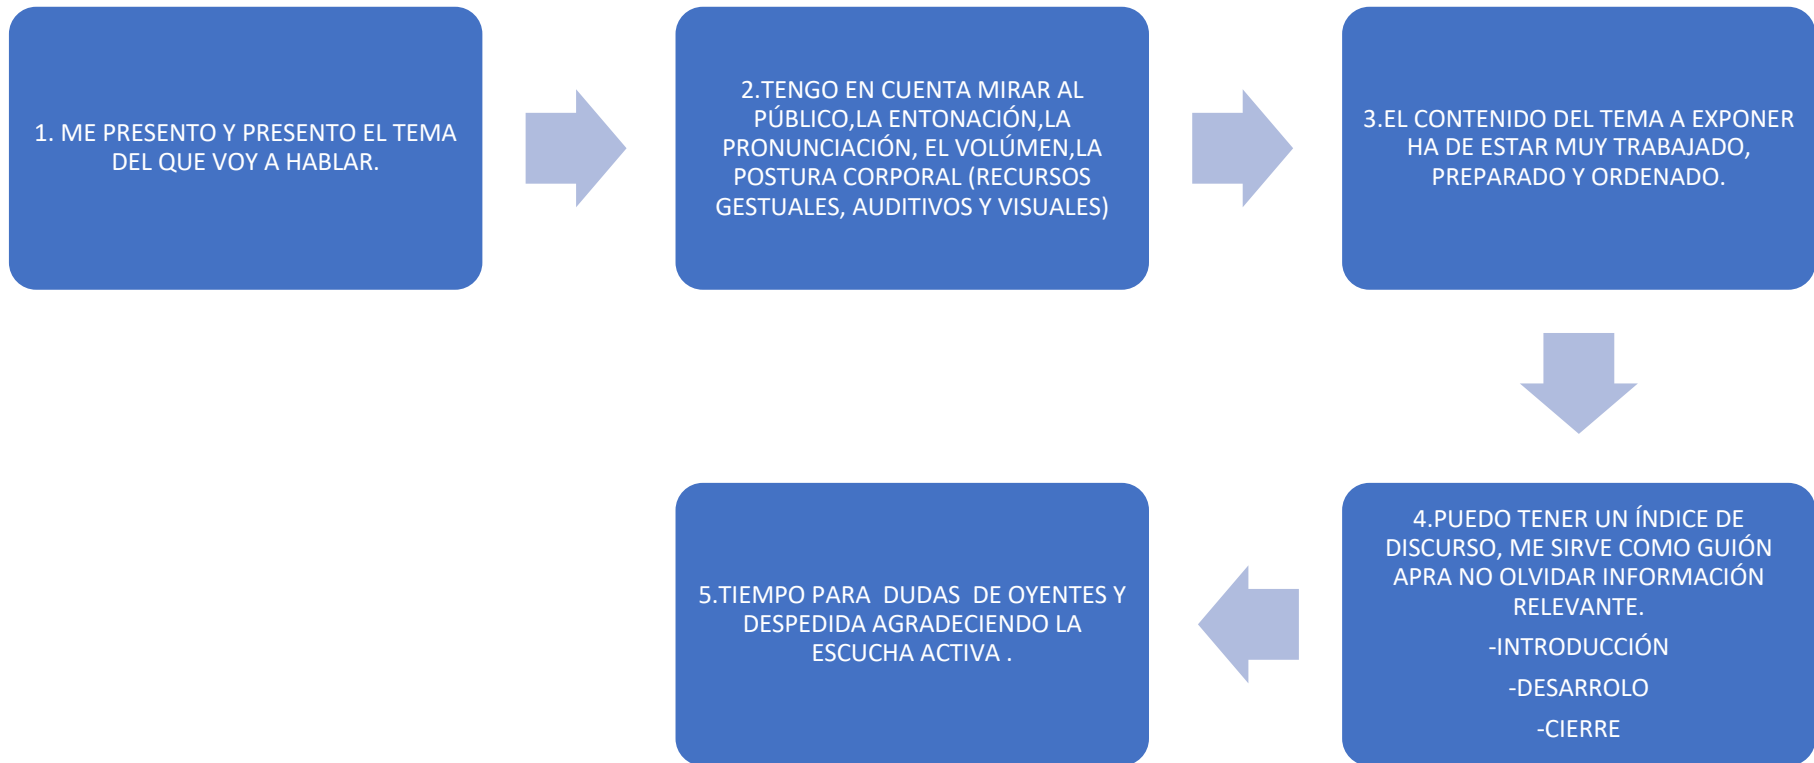 1. ME PRESENTO Y PRESENTO EL TEMA
DEL QUE VOY A HABLAR.
2.TENGO EN CUENTA MIRAR AL
PÚBLICO,LA ENTONACIÓN,LA
PRONUNCIACIÓN, EL VOLÚMEN,LA
POSTURA CORPORAL (RECURSOS
GESTUALES, AUDITIVOS Y VISUALES)
3.EL CONTENIDO DEL TEMA A EXPONER
HA DE ESTAR MUY TRABAJADO,
PREPARADO Y ORDENADO.
4.PUEDO TENER UN ÍNDICE DE
DISCURSO, ME SIRVE COMO GUIÓN
APRA NO OLVIDAR INFORMACIÓN
RELEVANTE.
-INTRODUCCIÓN
-DESARROLO
-CIERRE
5.TIEMPO PARA  DUDAS  DE OYENTES Y
DESPEDIDA AGRADECIENDO LA
ESCUCHA ACTIVA .